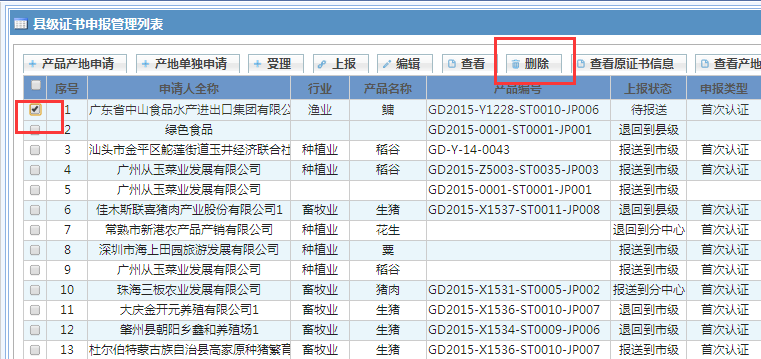 县级证书申报管理列表
产品产地申请 产地单独申请 受理 上报 编辑 查看 删除 查看原证书信息 查看产地
序号 申请人全称 行业 产品名称 产品编号 上报状态 申报类型
1 广东省中山食品水产进出口集团有限公 渔业 鳙 GD2015-Y1228-ST0010-JP006 待报送 首次认证
2 绿色食品 GD2015-0001-ST0001-JP001 退回到县级
3 汕头市金平区鮀莲街道玉井经济联合社 种植业 稻谷 GD-Y-14-0043 报送到市级 首次认证
4 广州从玉菜业发展有限公司 种植业 稻谷 GD2015-Z5003-ST0035-JP003 报送到市级 首次认证
5 广州从玉菜业发展有限公司 GD2015-0001-ST0001-JP001 报送到市级
6 佳木斯联喜猪肉产业股份有限公司1 畜牧业 生猪 GD2015-X1537-ST0011-JP008 退回到县级 首次认证
7 常熟市新港农产品产销有限公司 种植业 花生 退回到分中心 首次认证
8 深圳市海上田园旅游发展有限公司 种植业 粟 报送到市级 首次认证
9 广州从玉菜业发展有限公司 种植业 稻谷 报送到市级 首次认证
10 珠海三板农业发展有限公司 畜牧业 猪肉 GD2015-X1531-ST0005-JP002 报送到分中心 首次认证
11 大庆金开元养殖有限公司1 畜牧业 生猪 GD2015-X1536-ST0010-JP007 退回到市级 首次认证
12 肇州县朝阳乡鑫和养殖场1 畜牧业 生猪 GD2015-X1534-ST0009-JP006 退回到市级 首次认证
13 杜尔伯特蒙古族自治县高家原种猪繁育 畜牧业 生猪 GD2015-X1536-ST0010-JP007 退回到县级 首次认证